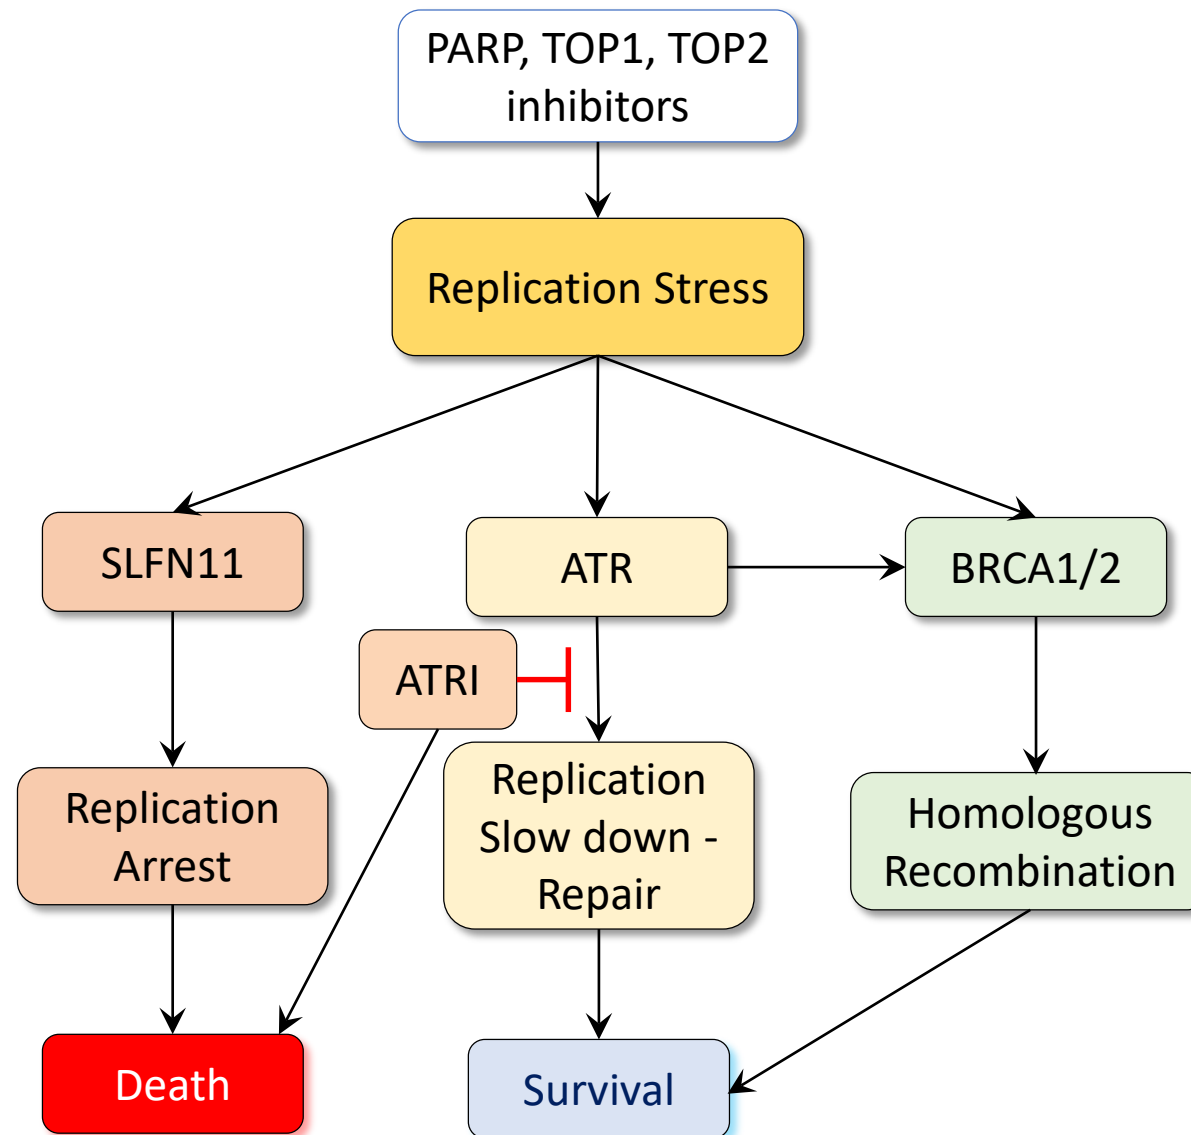 PARP, TOP1, TOP2
inhibitors
Replication Stress
SLFN11
ATR
BRCA1/2
ATRI
Replication
Arrest
Replication
Slow down -
Repair
Homologous
Recombination
Death
Survival